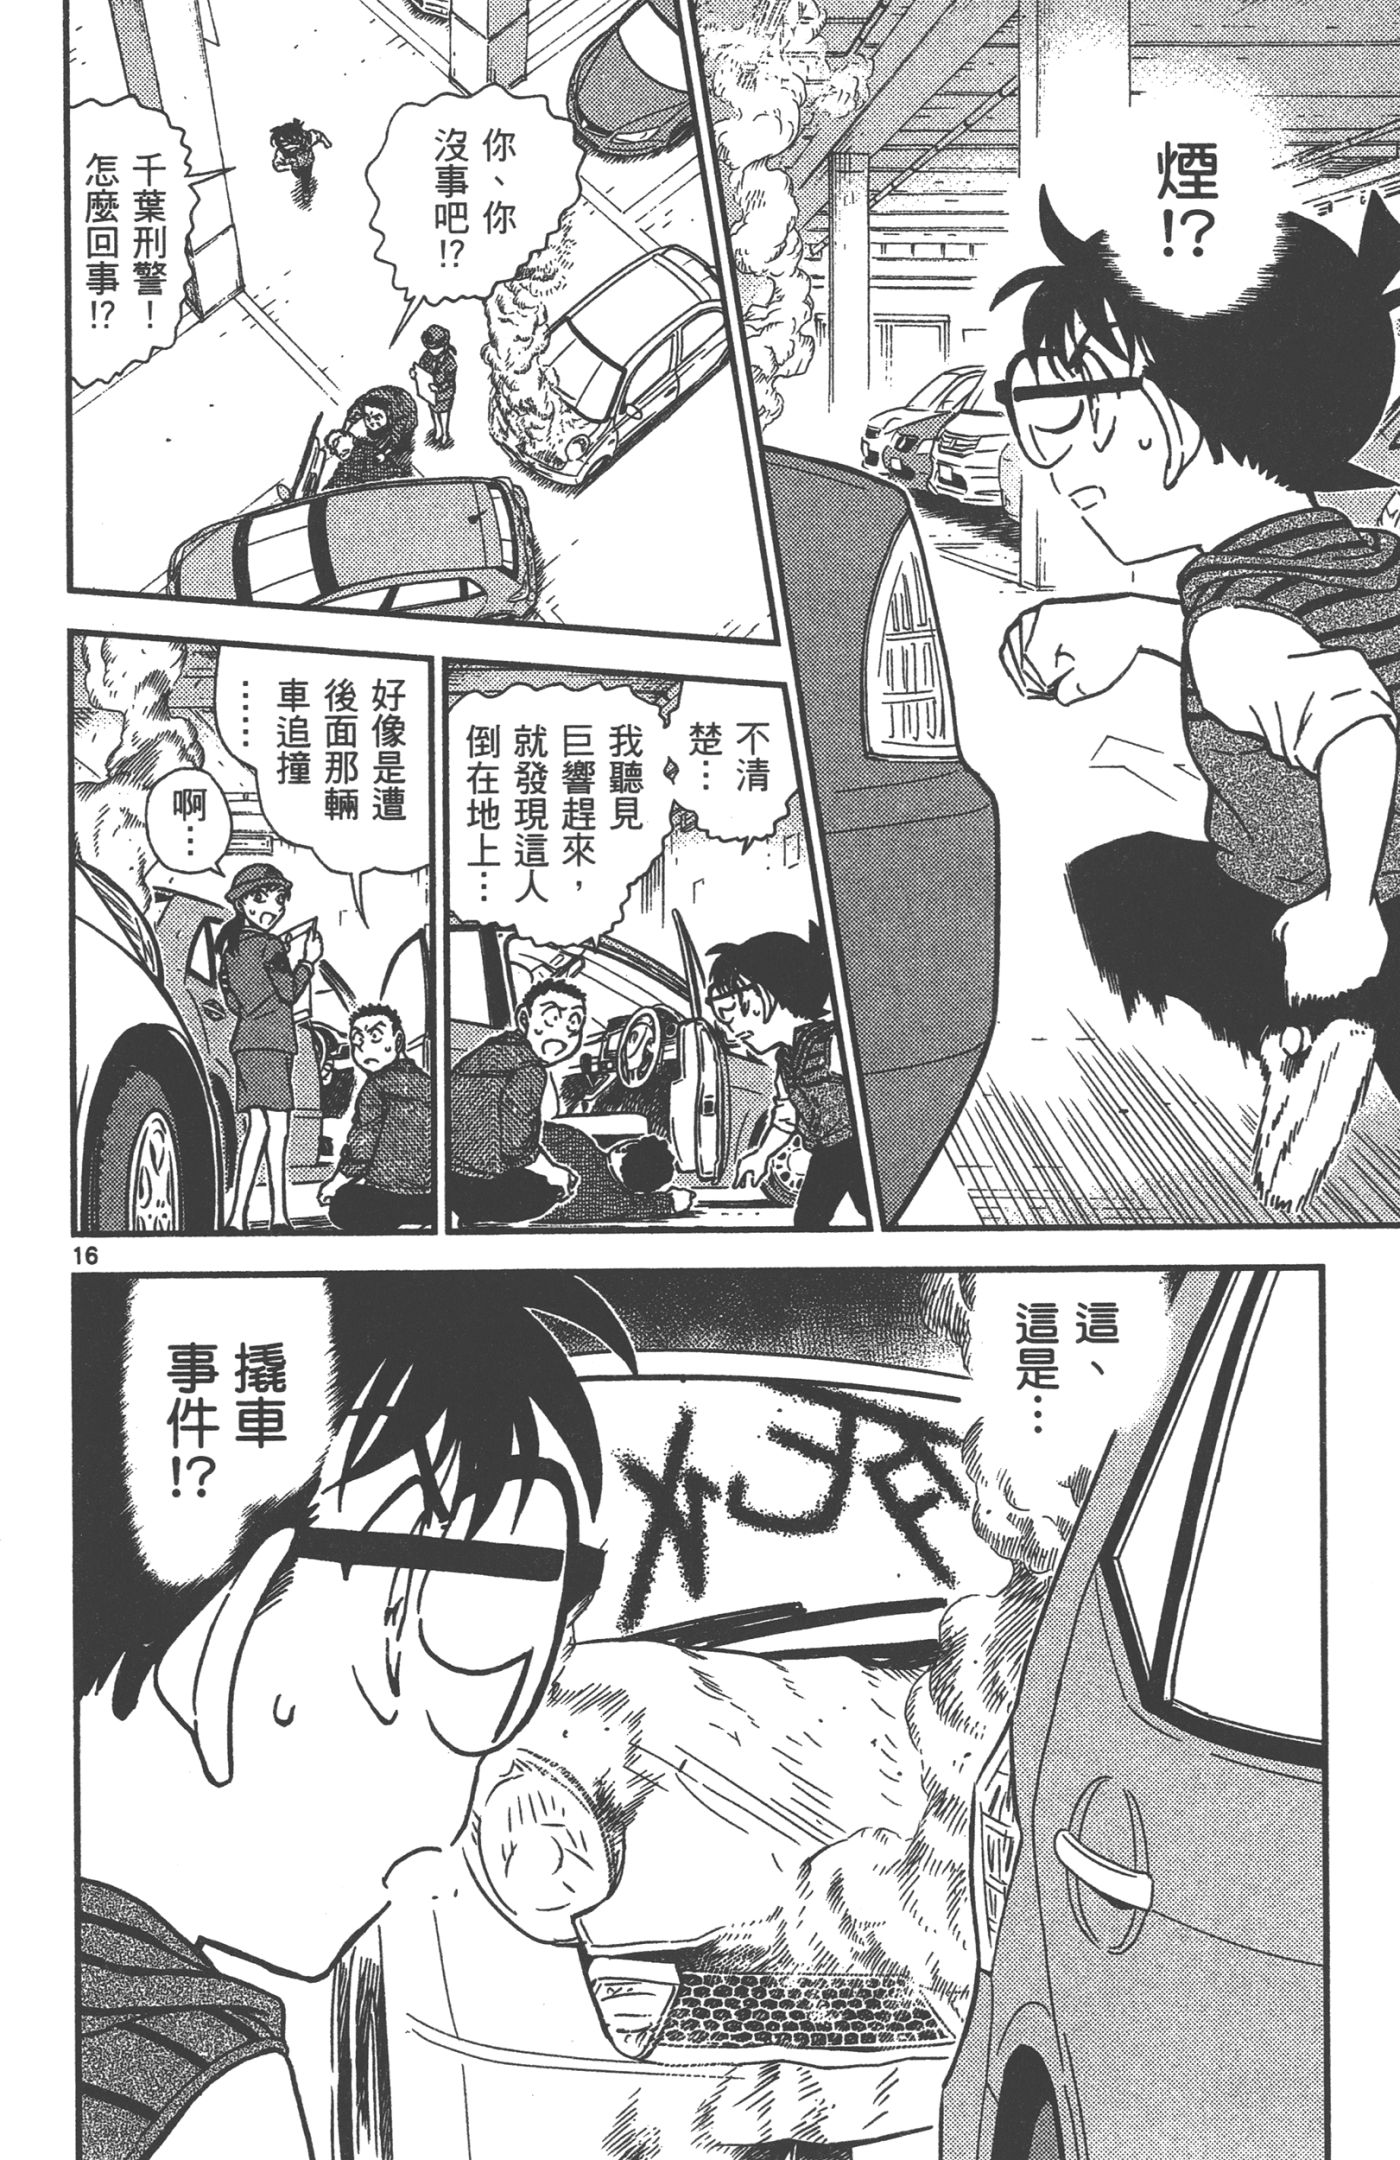 煙!?
你、你
沒事吧!?
千葉刑警！
怎麼回事!?
不清
楚…
我聽見
巨響趕來，
就發現這人
倒在地上…
好像是遭
後面那輛
車追撞
……
啊…
16
這、
這是…
撬車
事件!?